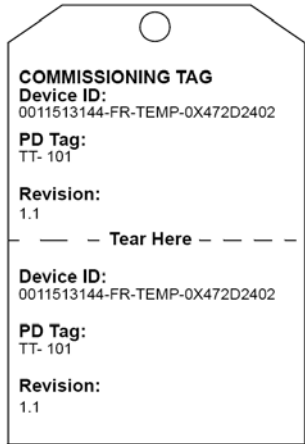 COMMISSIONING TAG
Device ID:
0011513144-FR-TEMP-0X472D2402
PD Tag:
TT- 101
Revision:
1.1
Tear Here
Device ID:
0011513144-FR-TEMP-0X472D2402
PD Tag:
TT- 101
Revision:
1.1